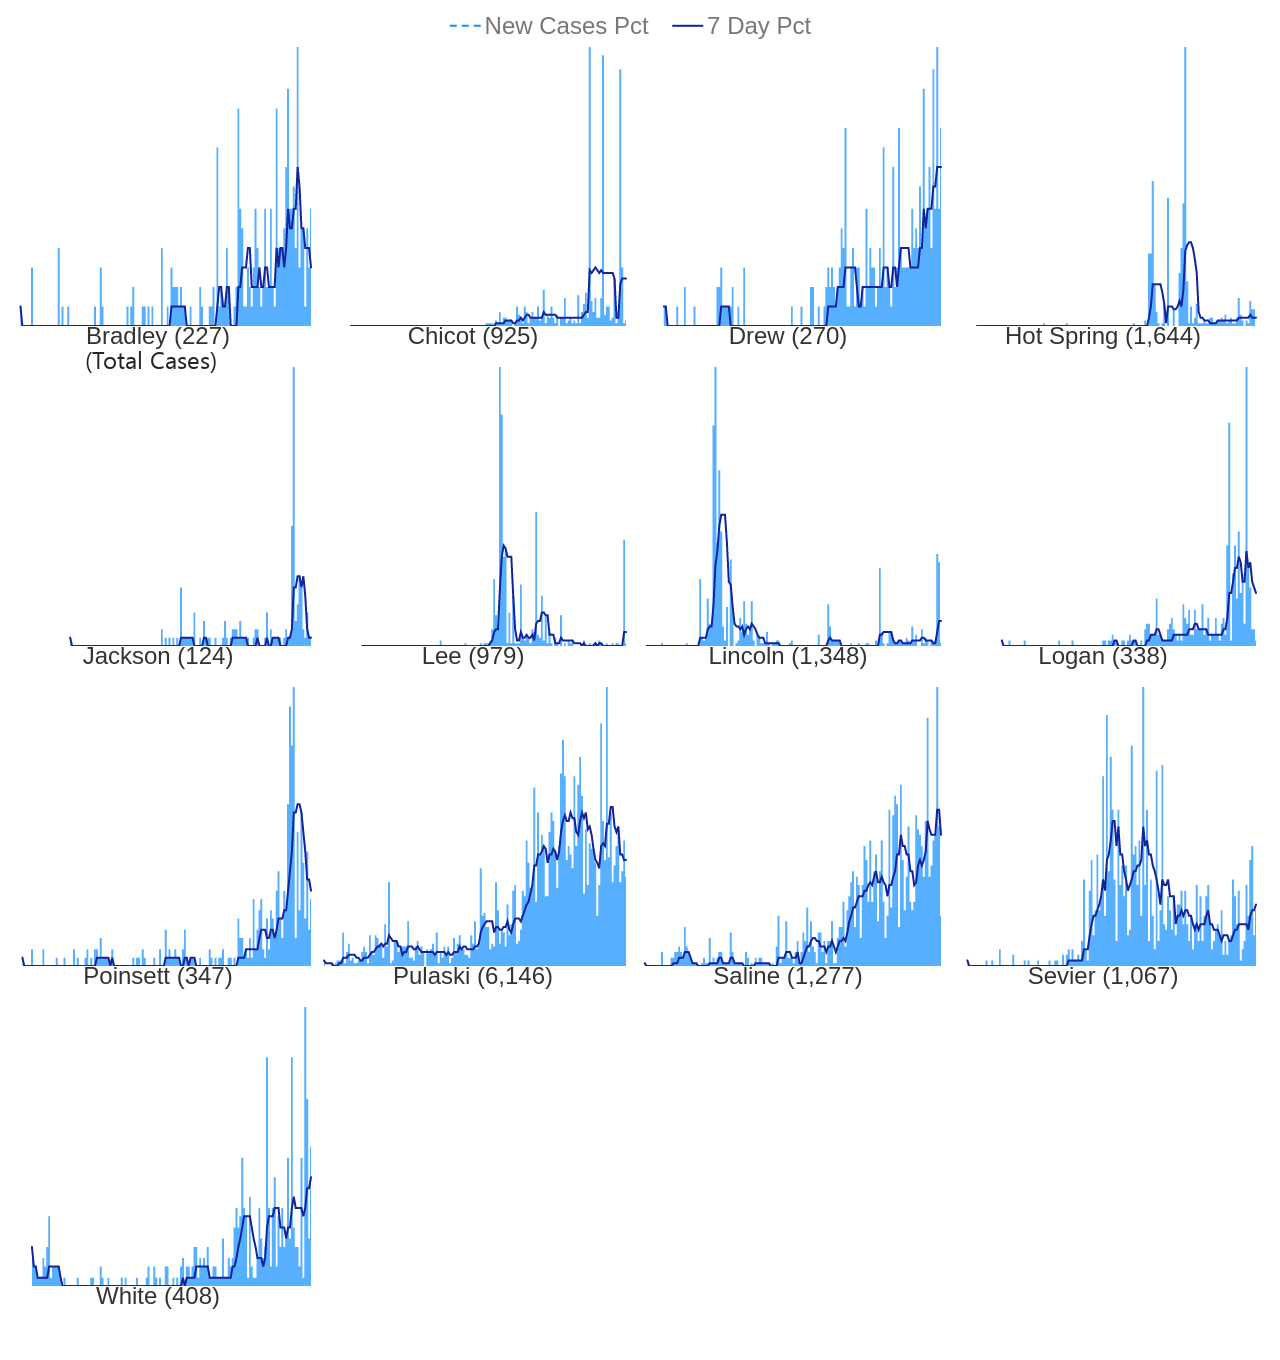 New Cases Pct 7 Day Pct
Bradley (227) Chicot (925) Drew (270) Hot Spring (1,644)
(Total Cases)
Jackson (124) Lee (979) Lincoln (1,348) Logan (338)
Poinsett (347) Pulaski (6,146) Saline (1,277) Sevier (1,067)
White (408)